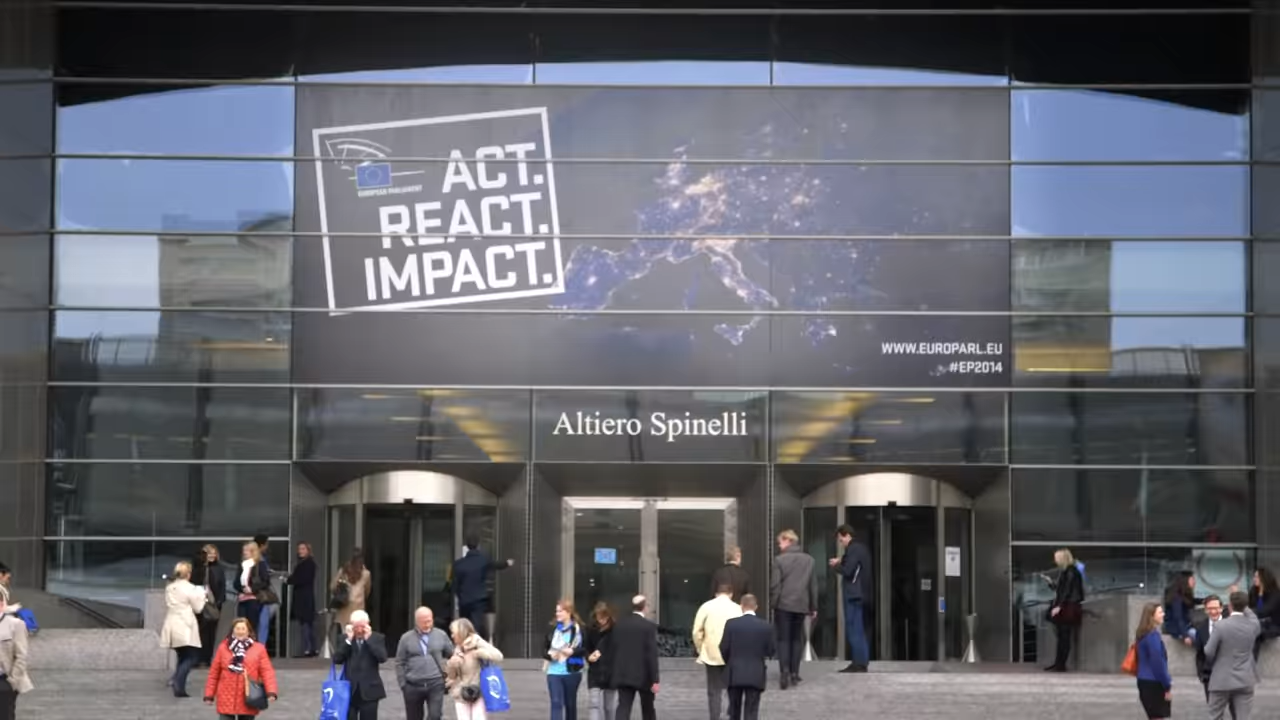 EUROPEAN PARLIAMENT
ACT.
REACT.
IMPACT.
WWW.EUROPARL.EU
#EP2014
Altiero Spinelli